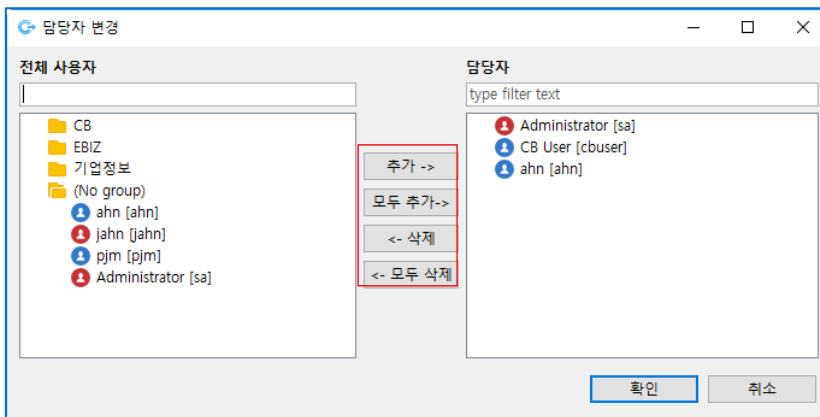 담당자 변경
전체 사용자
CB
EBIZ
기업정보
(No group)
ahn [ahn]
jahn [jahn]
pjm [pjm]
Administrator [sa]
추가 ->
모두 추가->
<- 삭제
<- 모두 삭제
담당자
type filter text
Administrator [sa]
CB User [cbuser]
ahn [ahn]
확인
취소